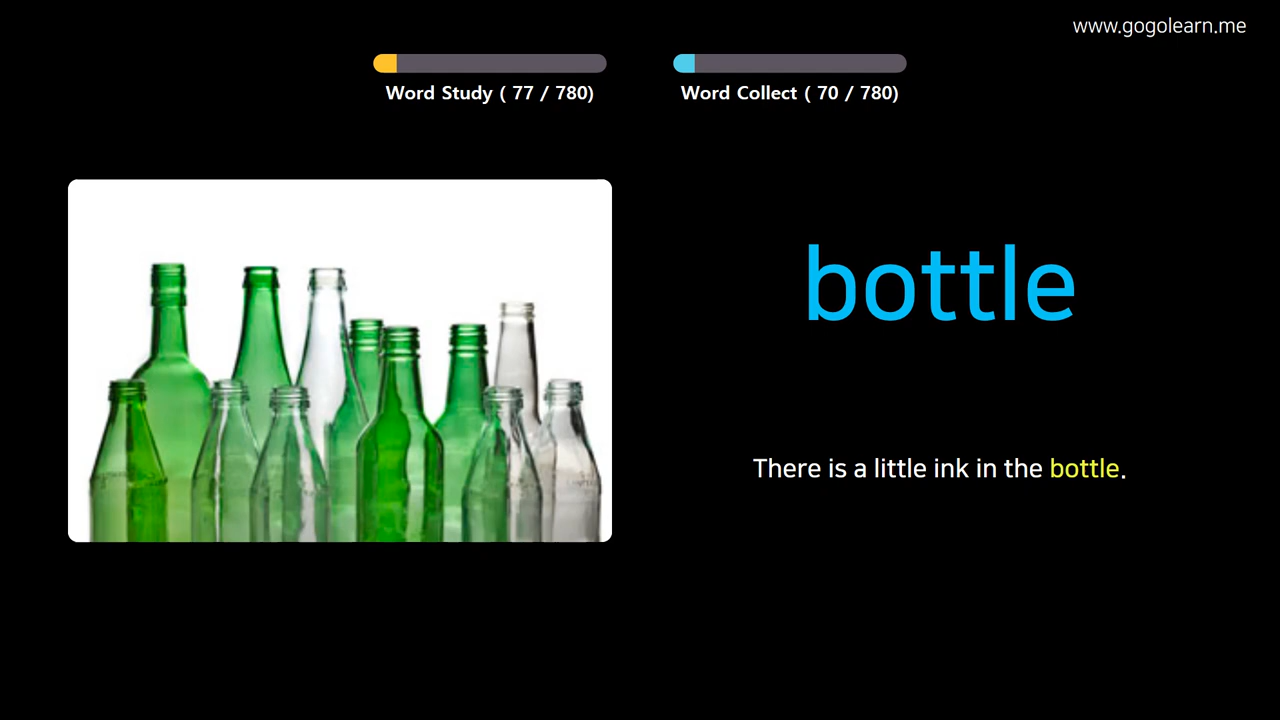 www.gogolearn.me
Word Study ( 77 / 780)
Word Collect ( 70 / 780)
bottle
There is a little ink in the bottle.